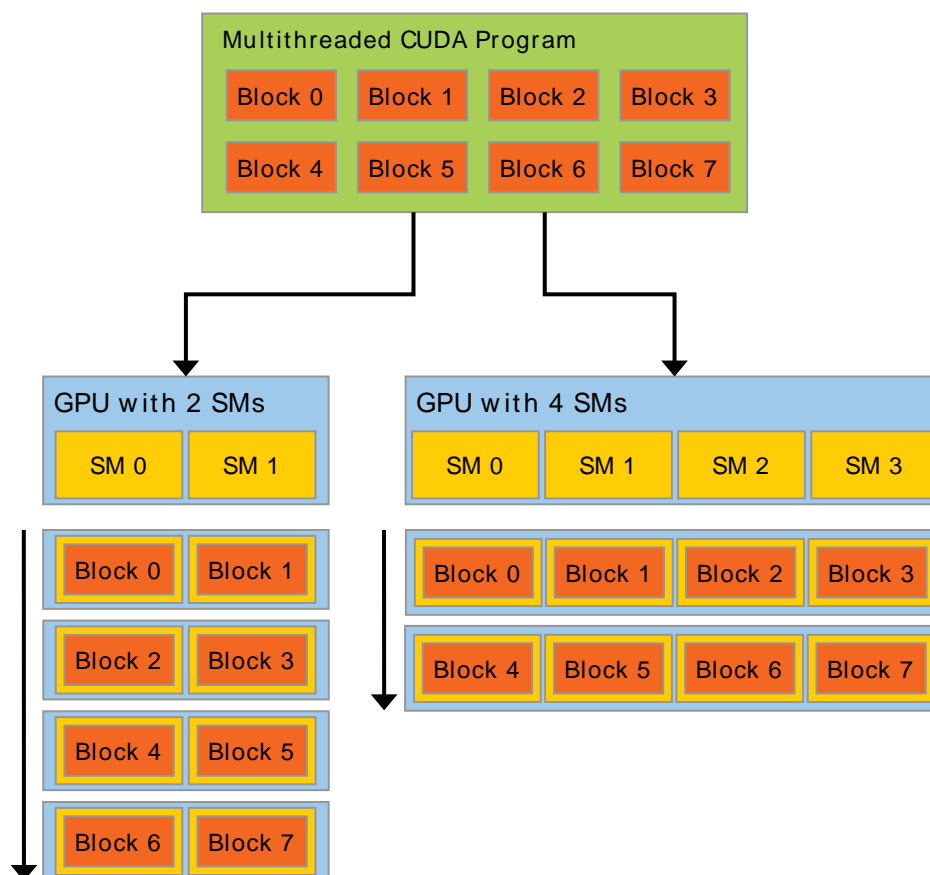 Multithreaded CUDA Program
Block 0 Block 1 Block 2 Block 3
Block 4 Block 5 Block 6 Block 7
GPU with 2 SMs
SM 0 SM 1
Block 0 Block 1
Block 2 Block 3
Block 4 Block 5
Block 6 Block 7
GPU with 4 SMs
SM 0 SM 1 SM 2 SM 3
Block 0 Block 1 Block 2 Block 3
Block 4 Block 5 Block 6 Block 7